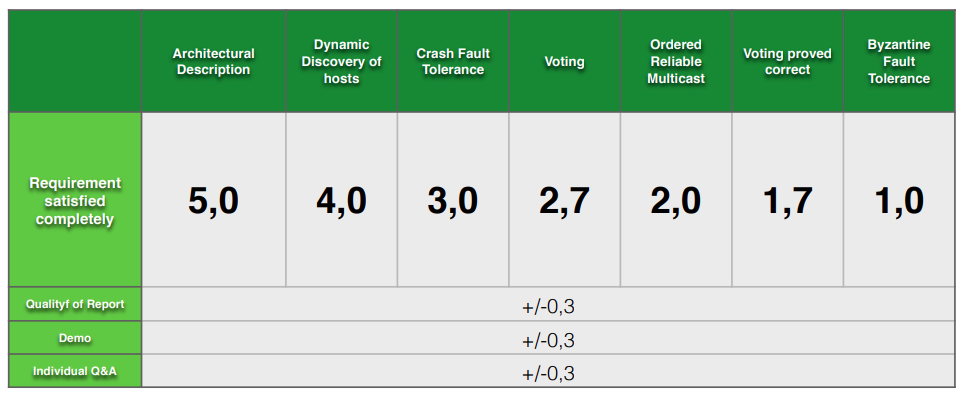 Architectural
Description
Dynamic
Discovery of
hosts
Crash Fault
Tolerance
Voting
Ordered
Reliable
Multicast
Voting proved
correct
Byzantine
Fault
Tolerance
Requirement
satisfied
completely
5,0
4,0
3,0
2,7
2,0
1,7
1,0
Qualityf of Report
+/-0,3
Demo
+/-0,3
Individual Q&A
+/-0,3